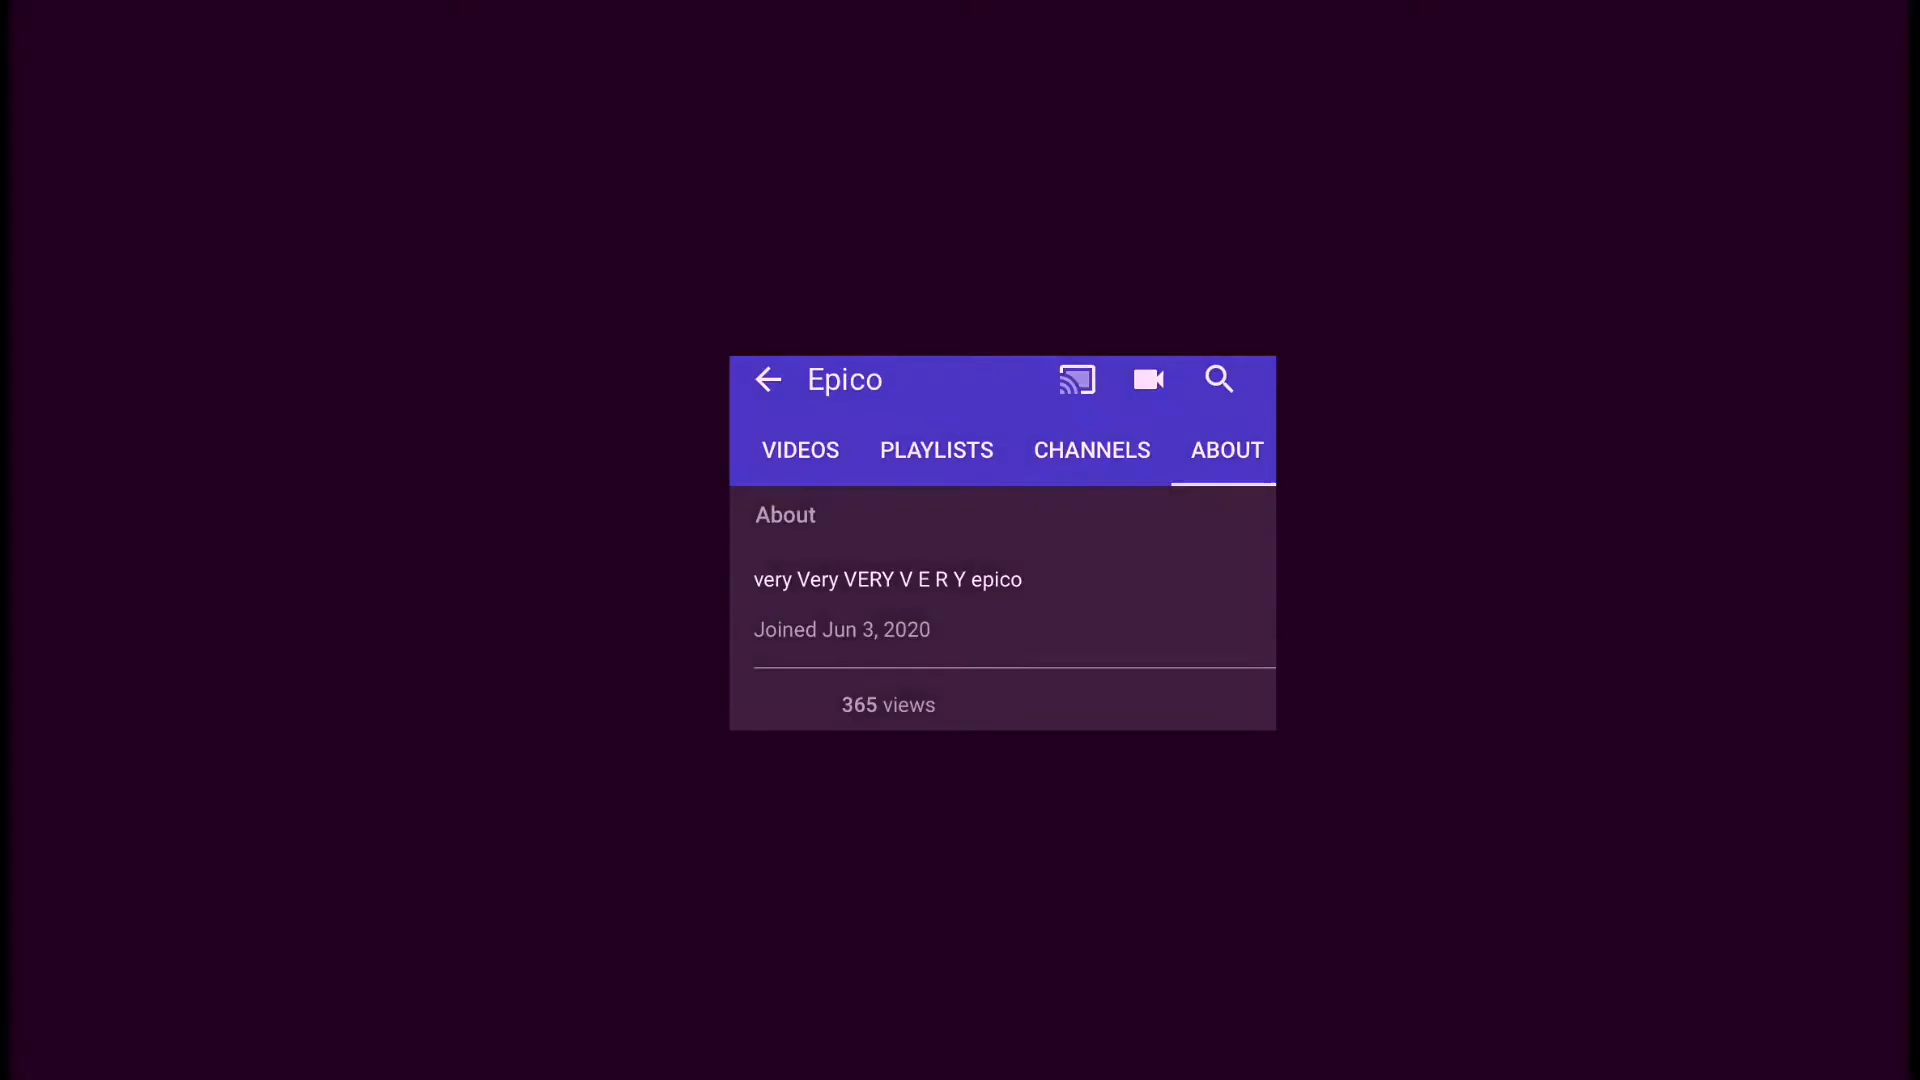 Epico
VIDEOS PLAYLISTS CHANNELS ABOUT
About
very Very VERY V E R Y epico
Joined Jun 3, 2020
365 views